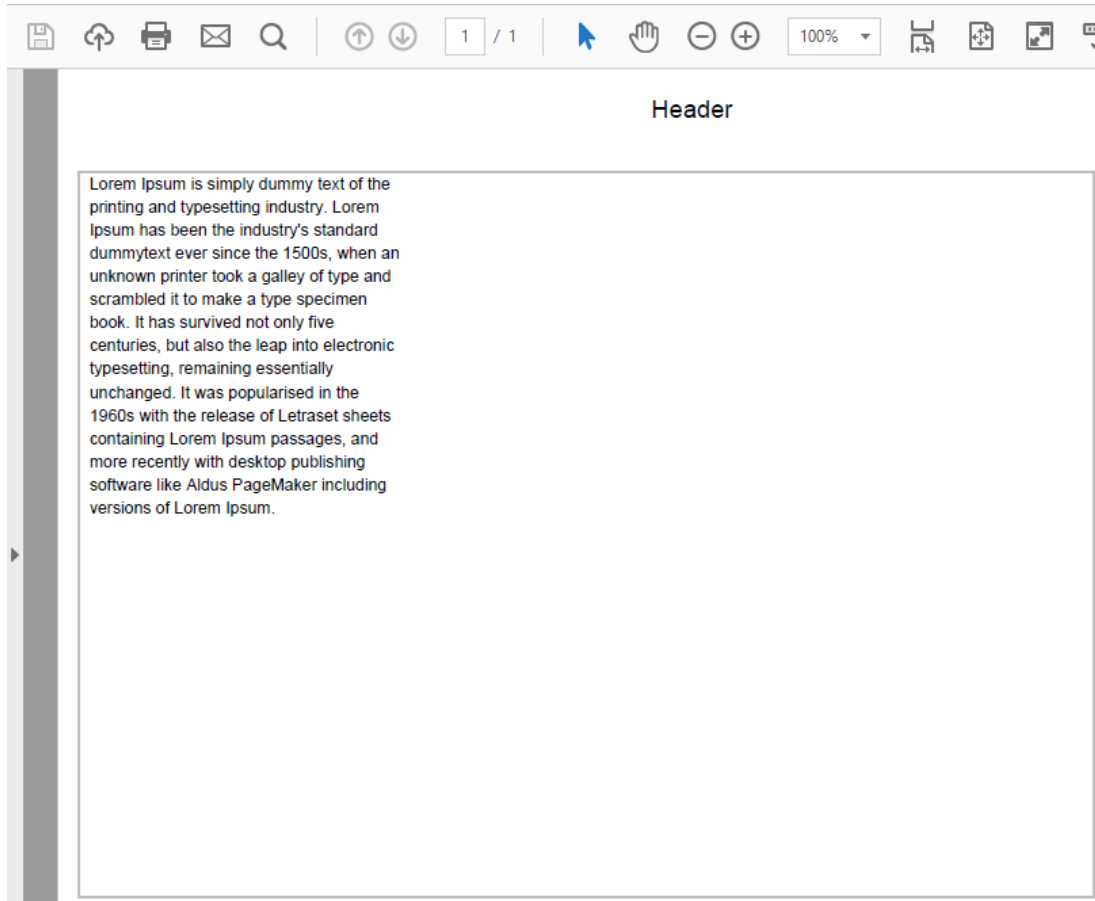 1 / 1
100%
Header
Lorem Ipsum is simply dummy text of the
printing and typesetting industry. Lorem
Ipsum has been the industry's standard
dummytext ever since the 1500s, when an
unknown printer took a galley of type and
scrambled it to make a type specimen
book. It has survived not only five
centuries, but also the leap into electronic
typesetting, remaining essentially
unchanged. It was popularised in the
1960s with the release of Letraset sheets
containing Lorem Ipsum passages, and
more recently with desktop publishing
software like Aldus PageMaker including
versions of Lorem Ipsum.